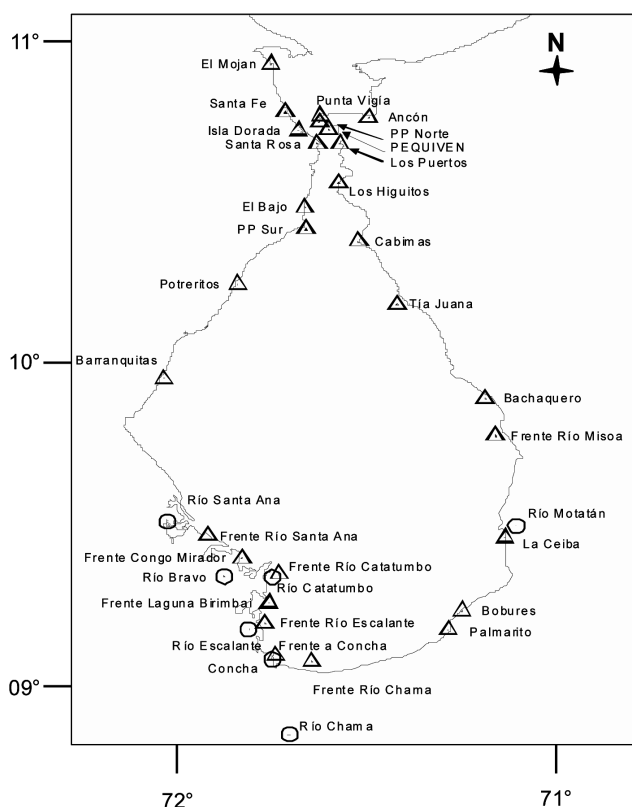 11°
N
El Mojan
Santa Fe
Punta Vigía
Ancón
Isla Dorada
PP Norte
Santa Rosa
PEQUIVEN
Los Puertos
Los Higuitos
El Bajo
PP Sur
Cabimas
Potreritos
Tía Juana
10°
Barranquitas
Bachaquero
Frente Río Misoa
Río Santa Ana
Río Motatán
Frente Río Santa Ana
La Ceiba
Frente Congo Mirador
Frente Río Catatumbo
Río Bravo
Río Catatumbo
Frente Laguna Birimbai
Bobures
Frente Río Escalante
Palmarito
Río Escalante
Frente a Concha
Concha
09°
Frente Río Chama
Río Chama
72°
71°